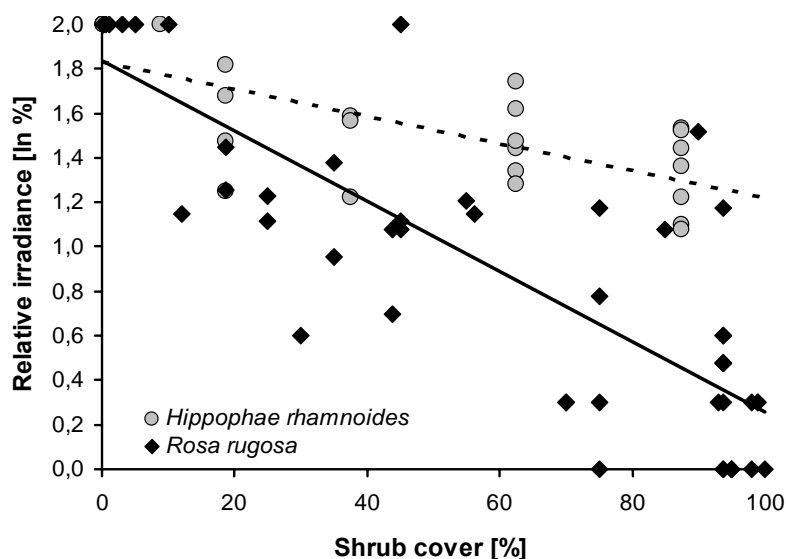 Relative irradiance [ln %]
2,0
1,8
1,6
1,4
1,2
1,0
0,8
0,6
0,4
0,2
0,0
Hippophae rhamnoides
Rosa rugosa
0 20 40 60 80 100
Shrub cover [%]